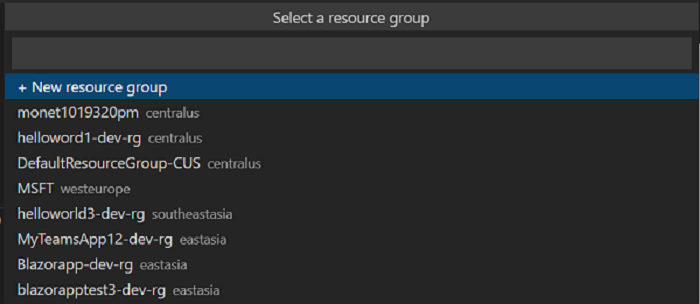 Select a resource group
+ New resource group
monet1019320pm centralus
helloword1-dev-rg centralus
DefaultResourceGroup-CUS centralus
MSFT westeurope
helloworld3-dev-rg southeastasia
MyTeamsApp12-dev-rg eastasia
Blazorapp-dev-rg eastasia
blazorapptest3-dev-rg eastasia